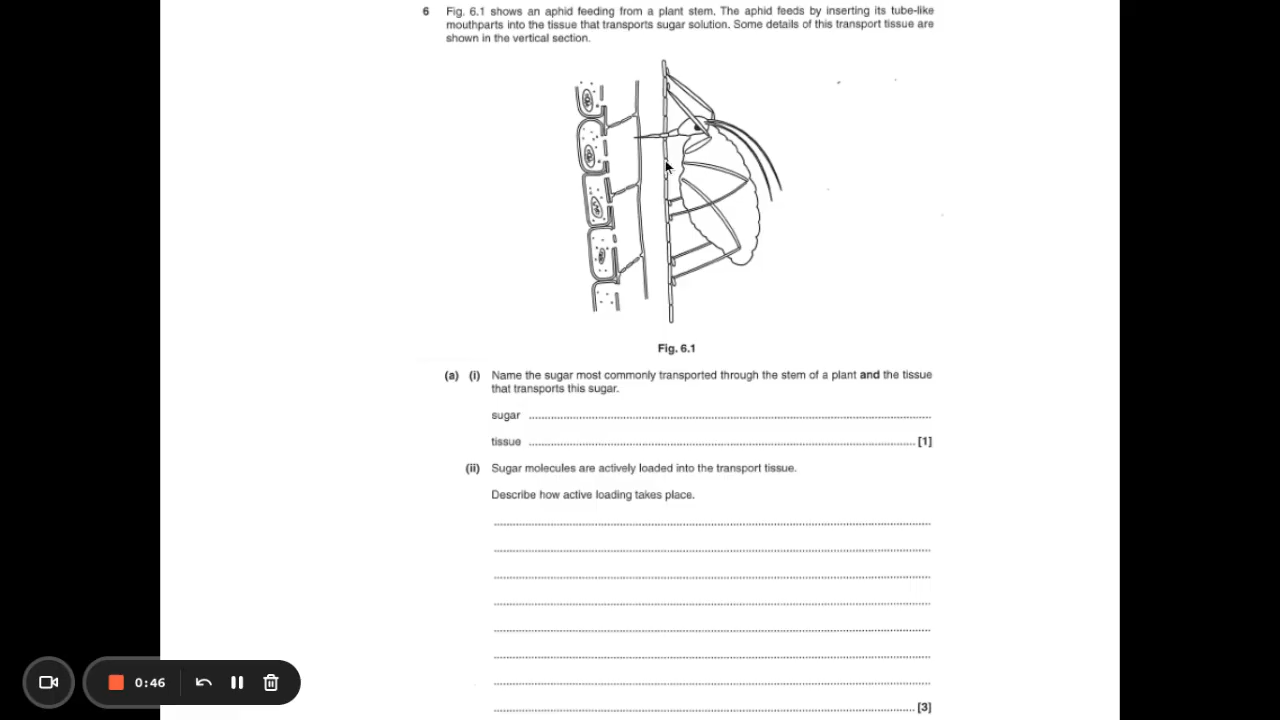 6 Fig. 6.1 shows an aphid feeding from a plant stem. The aphid feeds by inserting its tube-like
mouthparts into the tissue that transports sugar solution. Some details of this transport tissue are
shown in the vertical section.
Fig. 6.1
(a) (i) Name the sugar most commonly transported through the stem of a plant and the tissue
that transports this sugar.
sugar ....................
tissue .................... [1]
(ii) Sugar molecules are actively loaded into the transport tissue.
Describe how active loading takes place.
[3]
0:46